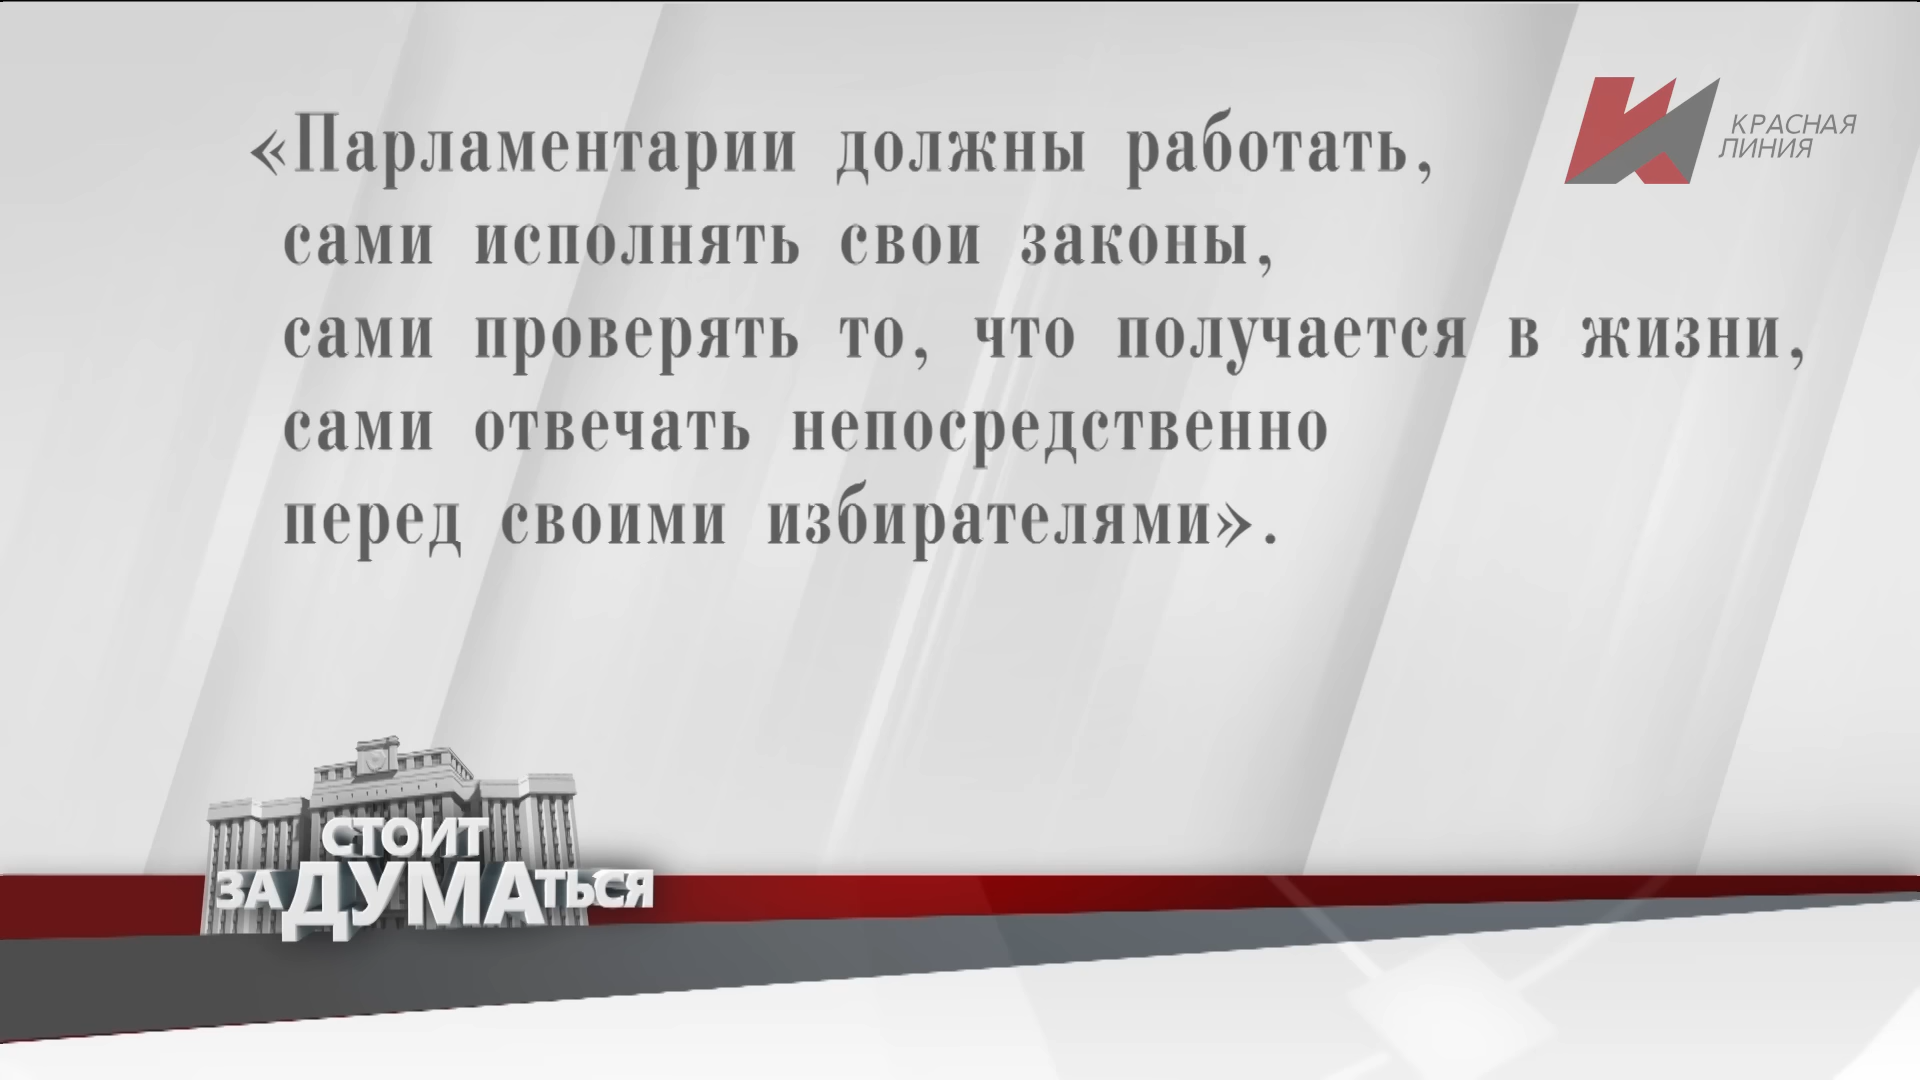 «Парламентарии должны работать,
сами исполнять свои законы,
сами проверять то, что получается в жизни,
сами отвечать непосредственно
перед своими избирателями».
КРАСНАЯ
ЛИНИЯ
СТОИТ
ЗАДУМАТЬСЯ